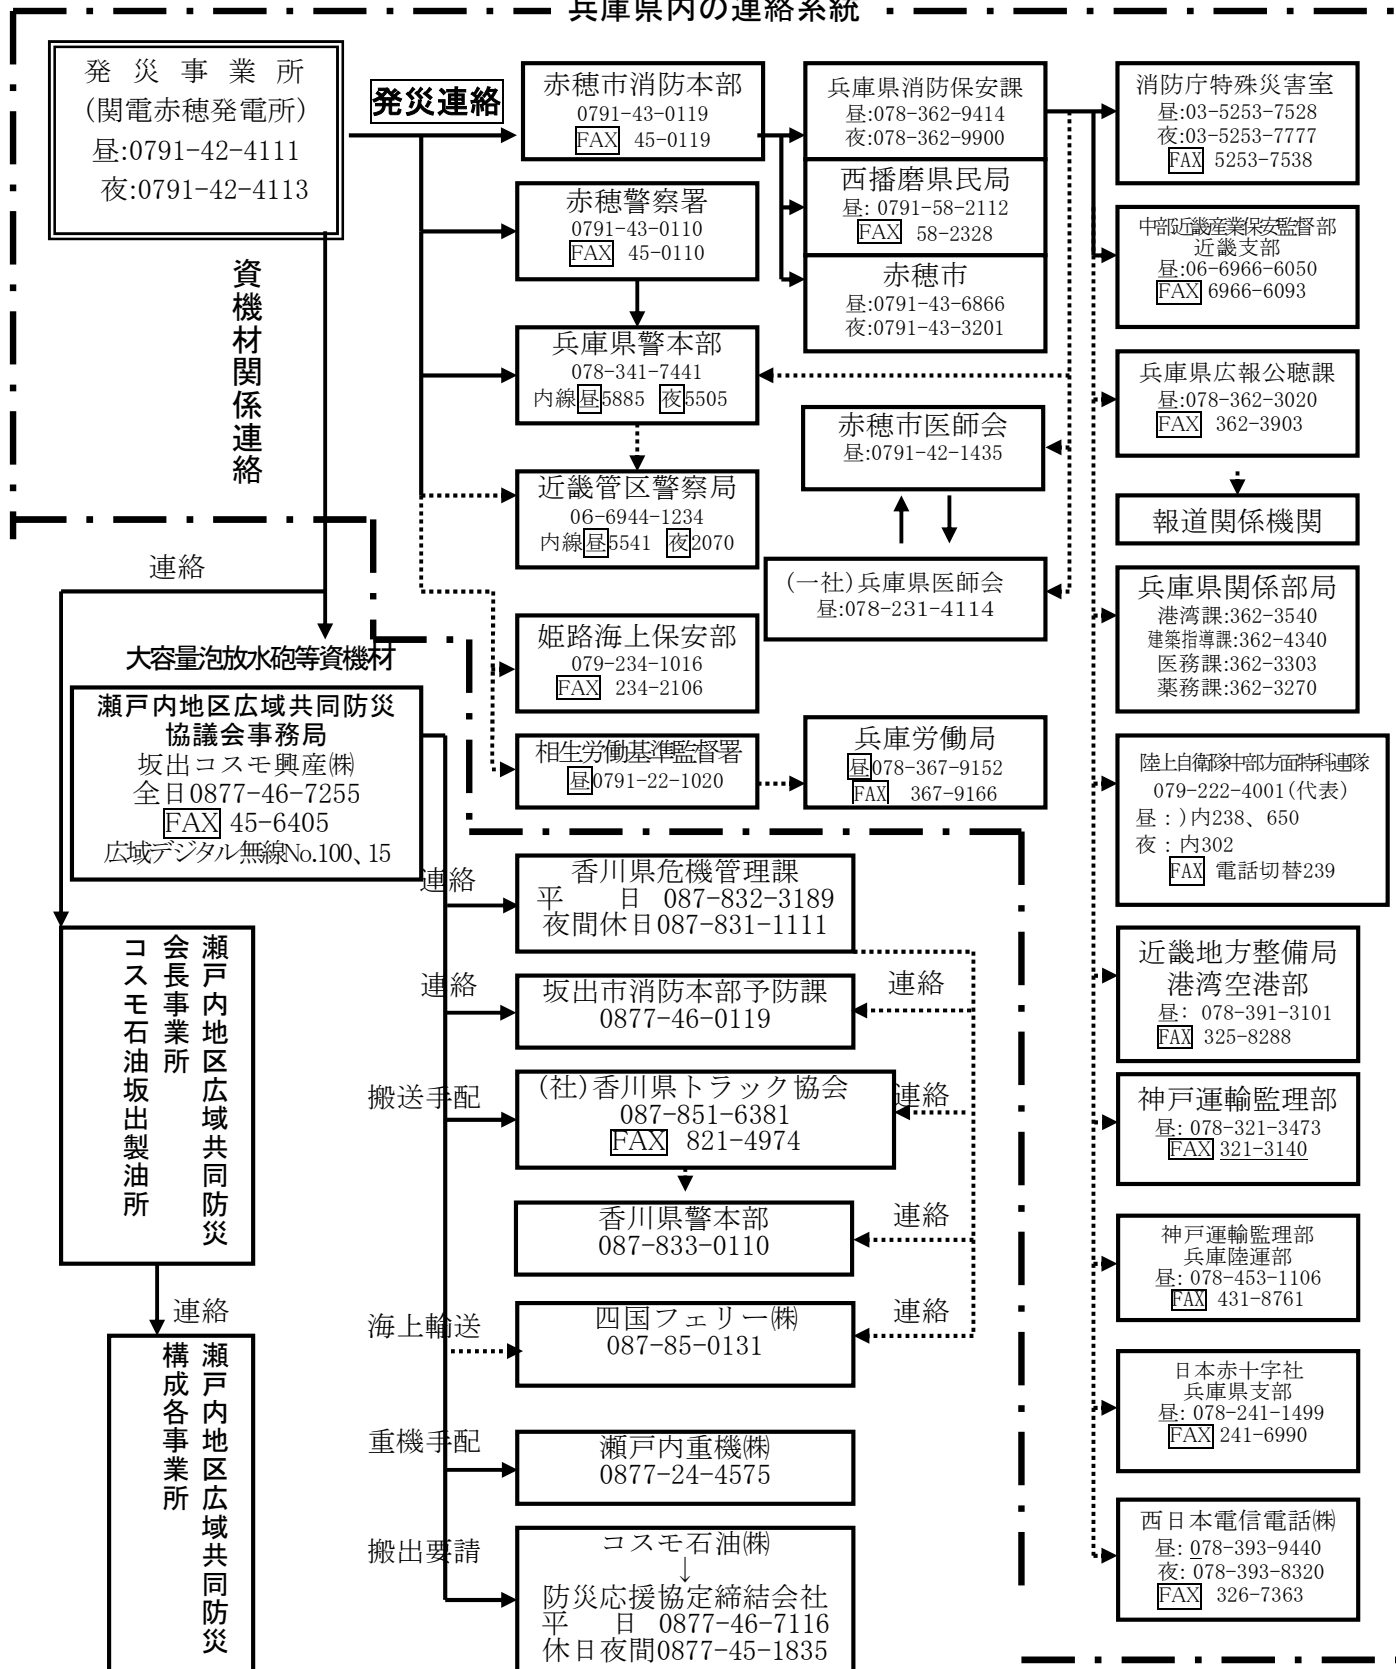 兵庫県内の連絡系統
発 災 事 業 所
(関電赤穂発電所)
昼:0791-42-4111
夜:0791-42-4113
発災連絡
資機材関係連絡
赤穂市消防本部
0791-43-0119
FAX 45-0119
赤穂警察署
0791-43-0110
FAX 45-0110
兵庫県警本部
078-341-7441
内線昼5885 夜5505
近畿管区警察局
06-6944-1234
内線昼5541 夜2070
姫路海上保安部
079-234-1016
FAX 234-2106
相生労働基準監督署
昼0791-22-1020
兵庫県消防保安課
昼:078-362-9414
夜:078-362-9900
西播磨県民局
昼: 0791-58-2112
FAX 58-2328
赤穂市
昼:0791-43-6866
夜:0791-43-3201
赤穂市医師会
昼:0791-42-1435
(一社)兵庫県医師会
昼:078-231-4114
兵庫労働局
昼078-367-9152
FAX 367-9166
消防庁特殊災害室
昼:03-5253-7528
夜:03-5253-7777
FAX 5253-7538
中部近畿産業保安監督部
近畿支部
昼:06-6966-6050
FAX 6966-6093
兵庫県広報公聴課
昼:078-362-3020
FAX 362-3903
報道関係機関
兵庫県関係部局
港湾課:362-3540
建築指導課:362-4340
医務課:362-3303
薬務課:362-3270
陸上自衛隊中部方面特科連隊
079-222-4001(代表)
昼：)内238、650
夜：内302
FAX 電話切替239
近畿地方整備局
港湾空港部
昼: 078-391-3101
FAX 325-8288
神戸運輸監理部
昼: 078-321-3473
FAX 321-3140
神戸運輸監理部
兵庫陸運部
昼: 078-453-1106
FAX 431-8761
日本赤十字社
兵庫県支部
昼: 078-241-1499
FAX 241-6990
西日本電信電話㈱
昼: 078-393-9440
夜: 078-393-8320
FAX 326-7363
連絡
大容量泡放水砲等資機材
瀬戸内地区広域共同防災
協議会事務局
坂出コスモ興産㈱
全日0877-46-7255
FAX 45-6405
広域デジタル無線No.100、15
瀬戸内地区広域共同防災
会長事業所
コスモ石油坂出製油所
連絡
瀬戸内地区広域共同防災
構成各事業所
連絡
香川県危機管理課
平　　日 087-832-3189
夜間休日087-831-1111
連絡
坂出市消防本部予防課
0877-46-0119
連絡
搬送手配
(社)香川県トラック協会
087-851-6381
FAX 821-4974
連絡
香川県警本部
087-833-0110
連絡
海上輸送
四国フェリー㈱
087-85-0131
連絡
重機手配
瀬戸内重機㈱
0877-24-4575
搬出要請
コスモ石油㈱
↓
防災応援協定締結会社
平　　日 0877-46-7116
休日夜間0877-45-1835